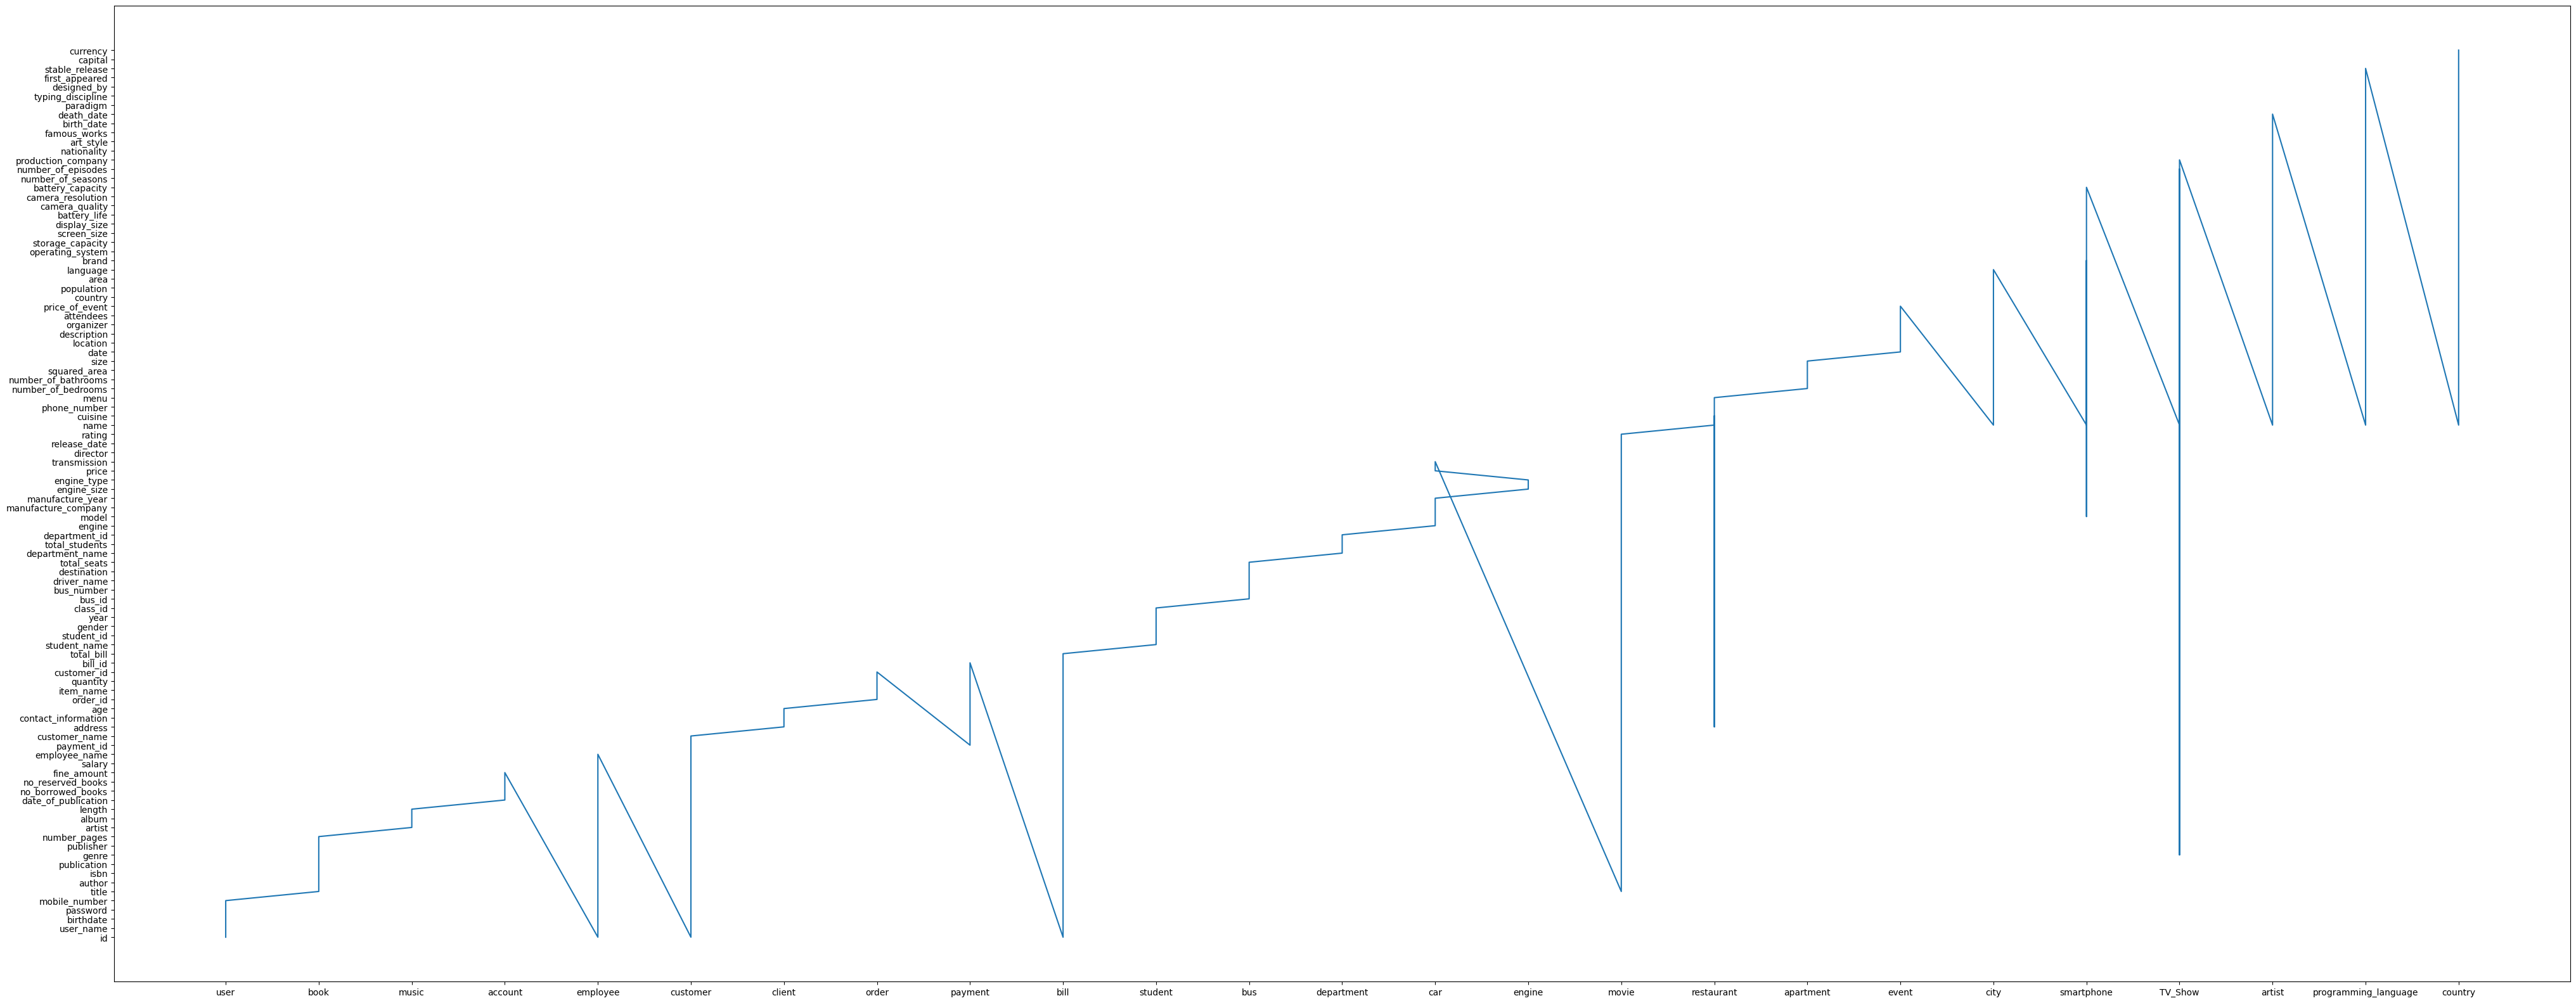 currency
capital
stable_release
first_appeared
designed_by
typing_discipline
paradigm
death_date
birth_date
famous_works
art_style
nationality
production_company
number_of_episodes
number_of_seasons
battery_capacity
camera_resolution
camera_quality
battery_life
display_size
screen_size
storage_capacity
operating_system
brand
language
area
population
country
price_of_event
attendees
organizer
description
location
date
size
squared_area
number_of_bathrooms
number_of_bedrooms
menu
phone_number
cuisine
name
rating
release_date
director
transmission
price
engine_type
engine_size
manufacture_year
manufacture_company
model
engine
department_id
total_students
department_name
total_seats
destination
driver_name
bus_number
bus_id
class_id
year
gender
student_id
student_name
total_bill
bill_id
customer_id
quantity
item_name
order_id
age
contact_information
address
customer_name
payment_id
employee_name
salary
fine_amount
no_reserved_books
no_borrowed_books
date_of_publication
length
album
artist
number_pages
publisher
genre
publication
isbn
author
title
mobile_number
password
birthdate
user_name
id
user book music account employee customer client order payment bill student bus department car engine movie restaurant apartment event city smartphone TV_Show artist programming_language country